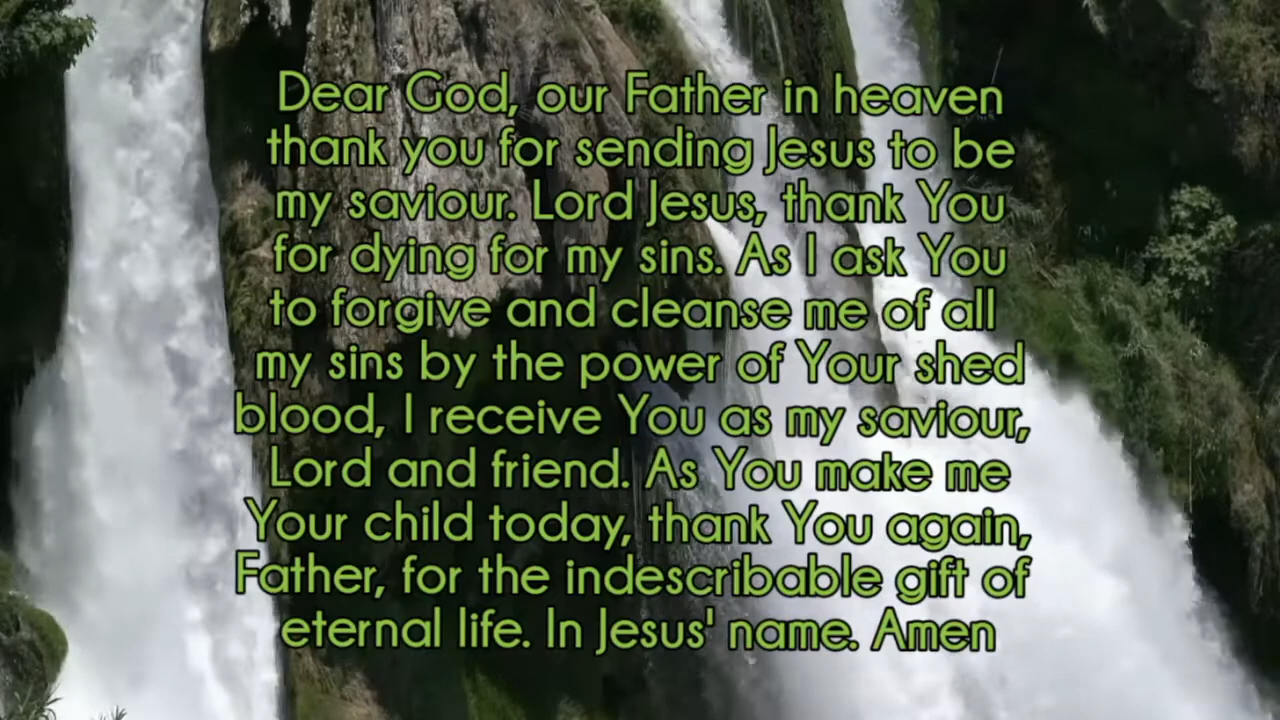 Dear God, our Father in heaven
thank you for sending Jesus to be
my saviour. Lord Jesus, thank You
for dying for my sins. As I ask You
to forgive and cleanse me of all
my sins by the power of Your shed
blood, I receive You as my saviour,
Lord and friend. As You make me
Your child today, thank You again,
Father, for the indescribable gift of
eternal life. In Jesus' name. Amen